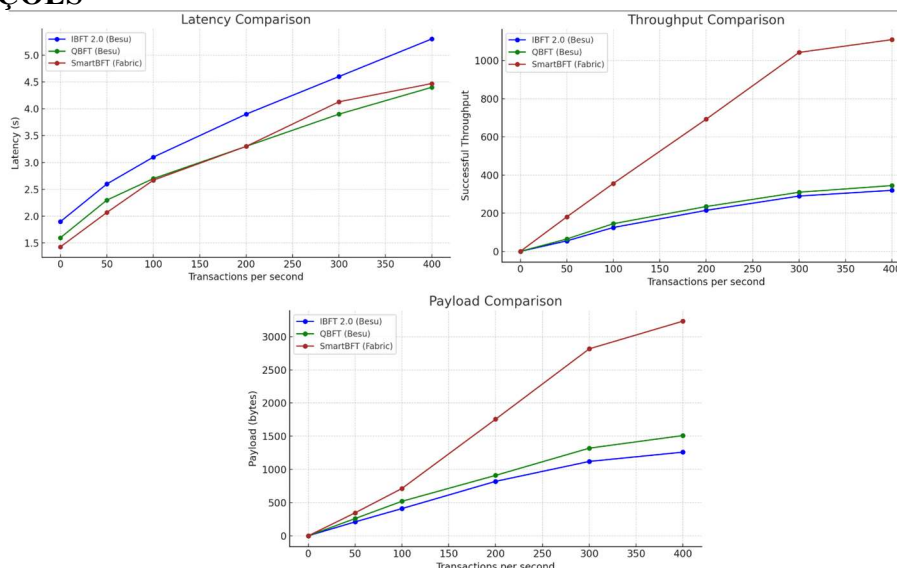 ÇÕES
Latency Comparison
IBFT 2.0 (Besu)
QBFT (Besu)
SmartBFT (Fabric)
Latency (s)
5.0
4.5
4.0
3.5
3.0
2.5
2.0
1.5
0 50 100 150 200 250 300 350 400
Transactions per second
Throughput Comparison
IBFT 2.0 (Besu)
QBFT (Besu)
SmartBFT (Fabric)
Successful Throughput
1000
800
600
400
200
0
0 50 100 150 200 250 300 350 400
Transactions per second
Payload Comparison
IBFT 2.0 (Besu)
QBFT (Besu)
SmartBFT (Fabric)
Payload (bytes)
3000
2500
2000
1500
1000
500
0
0 50 100 150 200 250 300 350 400
Transactions per second